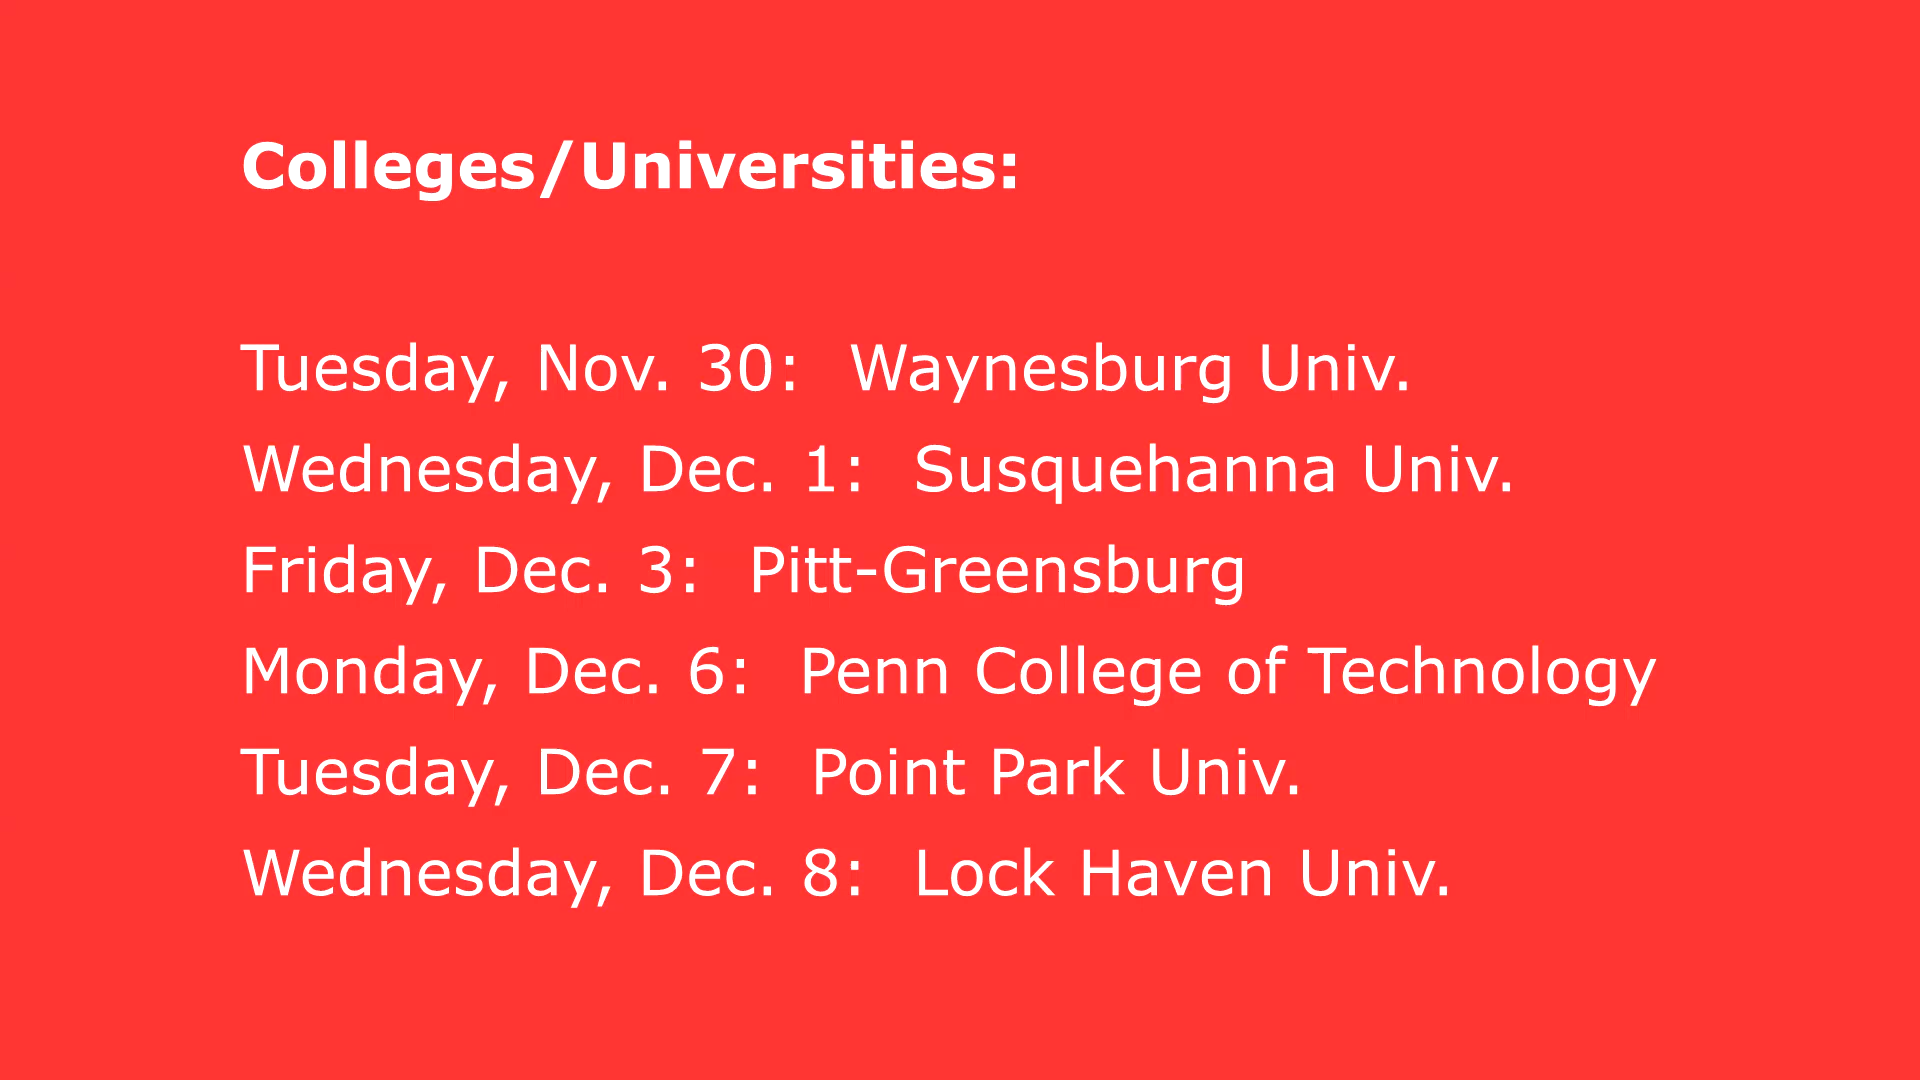 Colleges/Universities:
Tuesday, Nov. 30:  Waynesburg Univ.
Wednesday, Dec. 1:  Susquehanna Univ.
Friday, Dec. 3:  Pitt-Greensburg
Monday, Dec. 6:  Penn College of Technology
Tuesday, Dec. 7:  Point Park Univ.
Wednesday, Dec. 8:  Lock Haven Univ.